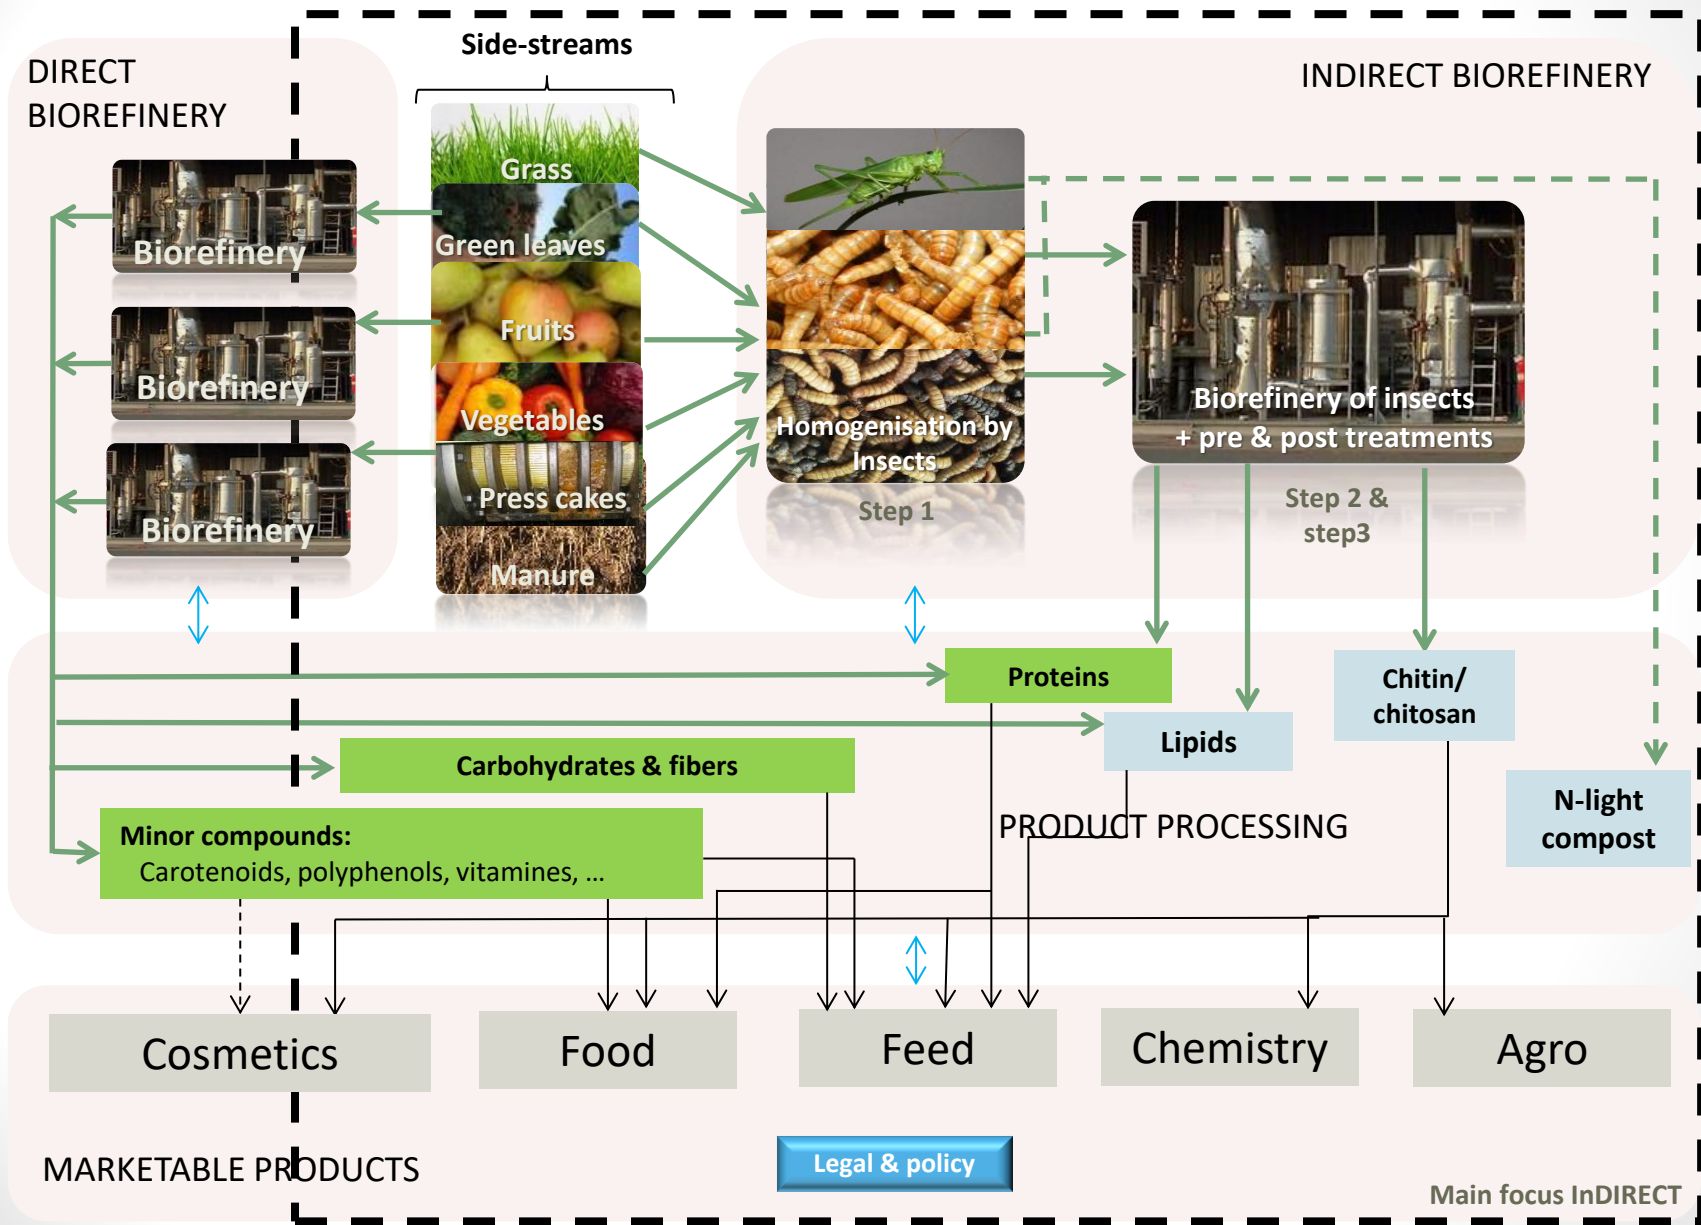 Side-streams
DIRECT
BIOREFINERY
INDIRECT BIOREFINERY
Grass
Green leaves
Fruits
Vegetables
Press cakes
Manure
Biorefinery
Biorefinery
Biorefinery
Homogenisation by
Insects
Step 1
Biorefinery of insects
+ pre & post treatments
Step 2 &
step3
Proteins
Lipids
Chitin/
chitosan
Carbohydrates & fibers
N-light
compost
Minor compounds:
Carotenoids, polyphenols, vitamines, ...
PRODUCT PROCESSING
Cosmetics
Food
Feed
Chemistry
Agro
MARKETABLE PRODUCTS
Legal & policy
Main focus InDIRECT